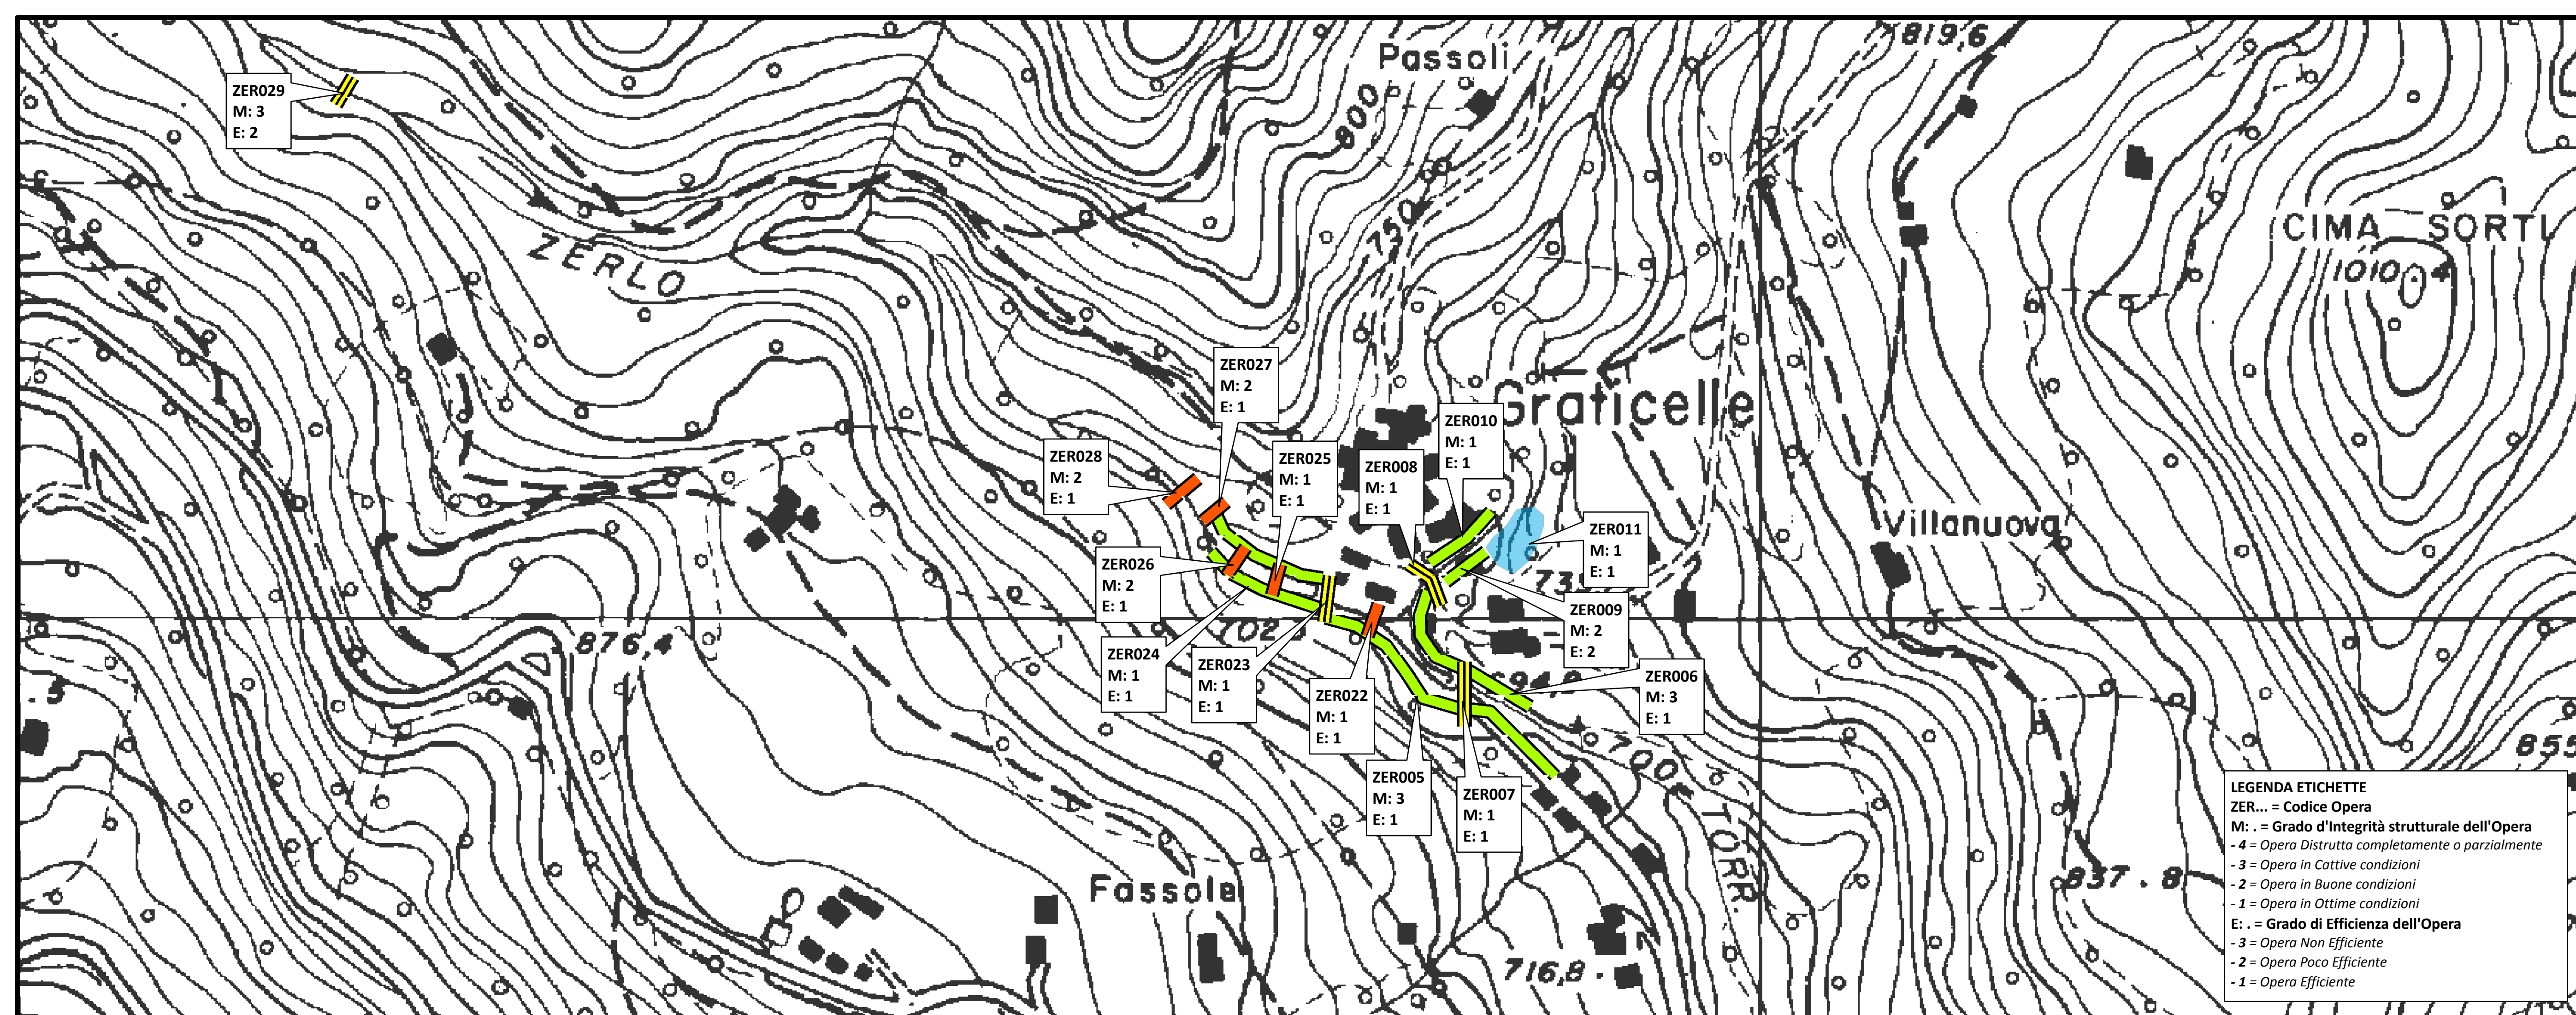 819,6
Passoli
ZER029
M: 3
E: 2
800
750
CIMA SORTI
1010.4
ZERLO
ZER027
M: 2
E: 1
Graticelle
ZER010
M: 1
E: 1
ZER028
M: 2
E: 1
ZER025
M: 1
E: 1
ZER008
M: 1
E: 1
Villanuova
ZER011
M: 1
E: 1
ZER026
M: 2
E: 1
ZER009
M: 2
E: 2
702
876,4
ZER024
M: 1
E: 1
ZER023
M: 1
E: 1
ZER022
M: 1
E: 1
694,
ZER006
M: 3
E: 1
. 5
700
855
ZER005
M: 3
E: 1
ZER007
M: 1
E: 1
TORR.
Fassole
837.8
716,8.
LEGENDA ETICHETTE
ZER... = Codice Opera
M: . = Grado d'Integrità strutturale dell'Opera
- 4 = Opera Distrutta completamente o parzialmente
- 3 = Opera in Cattive condizioni
- 2 = Opera in Buone condizioni
- 1 = Opera in Ottime condizioni
E: . = Grado di Efficienza dell'Opera
- 3 = Opera Non Efficiente
- 2 = Opera Poco Efficiente
- 1 = Opera Efficiente